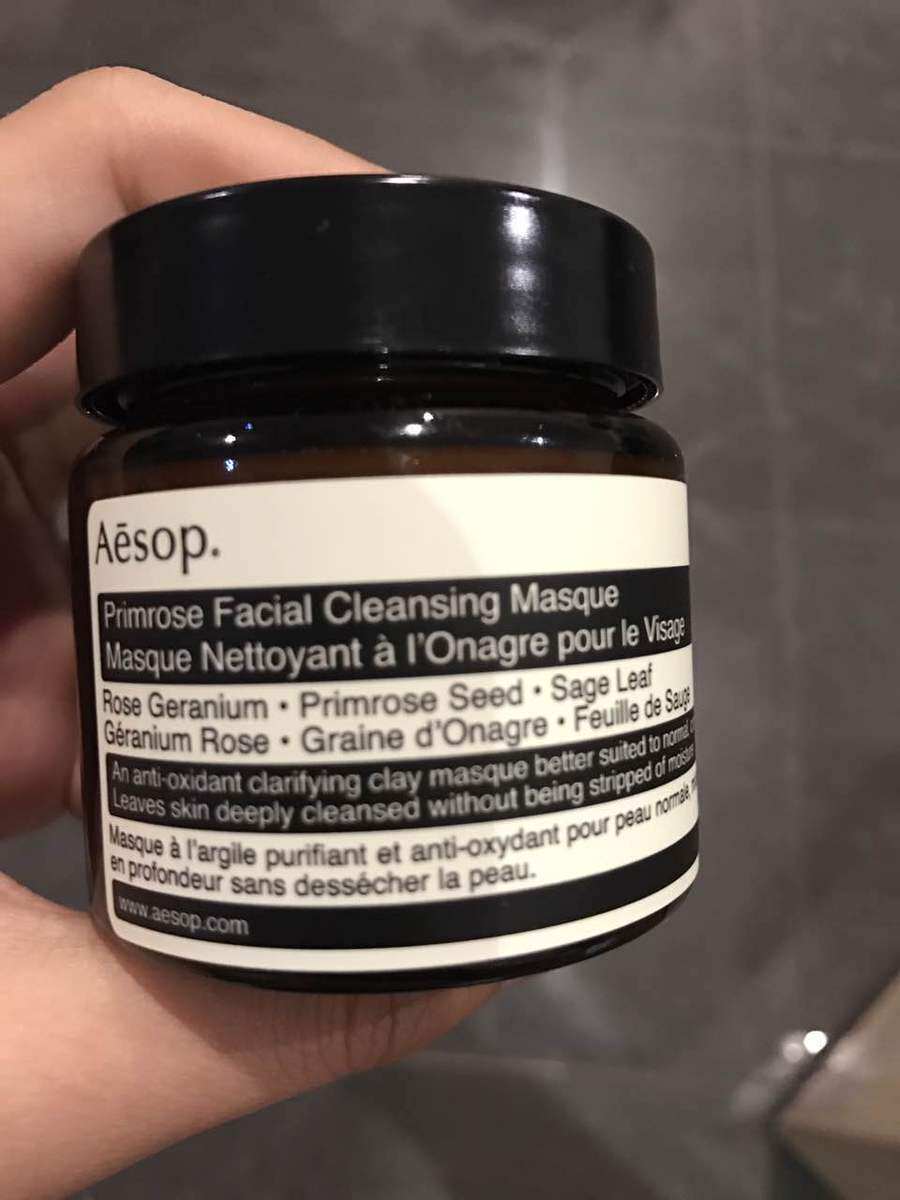 Aēsop.
Primrose Facial Cleansing Masque
Masque Nettoyant à l'Onagre pour le Visage
Rose Geranium • Primrose Seed • Sage Leaf
Géranium Rose • Graine d'Onagre • Feuille de Sauge
An anti-oxidant clarifying clay masque better suited to normal
Leaves skin deeply cleansed without being stripped of
Masque à l'argile purifiant et anti-oxydant pour peau normale,
en profondeur sans dessécher la peau.
www.aesop.com